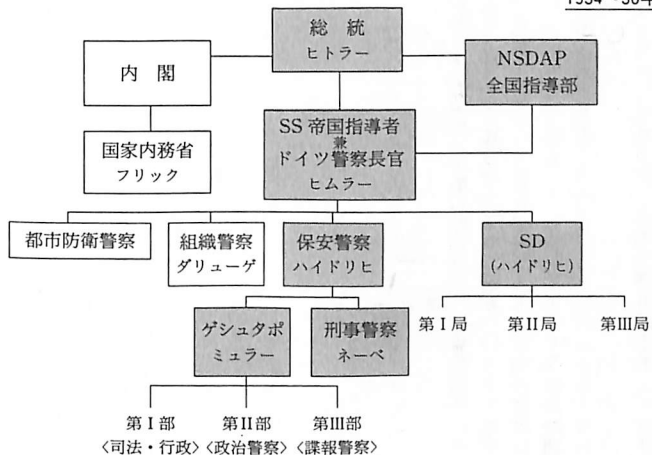 総統
ヒトラー
内閣
NSDAP
全国指導部
国家内務省
フリック
SS帝国指導者
兼
ドイツ警察長官
ヒムラー
都市防衛警察
組織警察
ダリューゲ
保安警察
ハイドリヒ
SD
(ハイドリヒ)
ゲシュタポ
ミュラー
刑事警察
ネーベ
第Ⅰ局
第Ⅱ局
第Ⅲ局
第Ⅰ部
〈司法・行政〉
第Ⅱ部
〈政治警察〉
第Ⅲ部
〈諜報警察〉